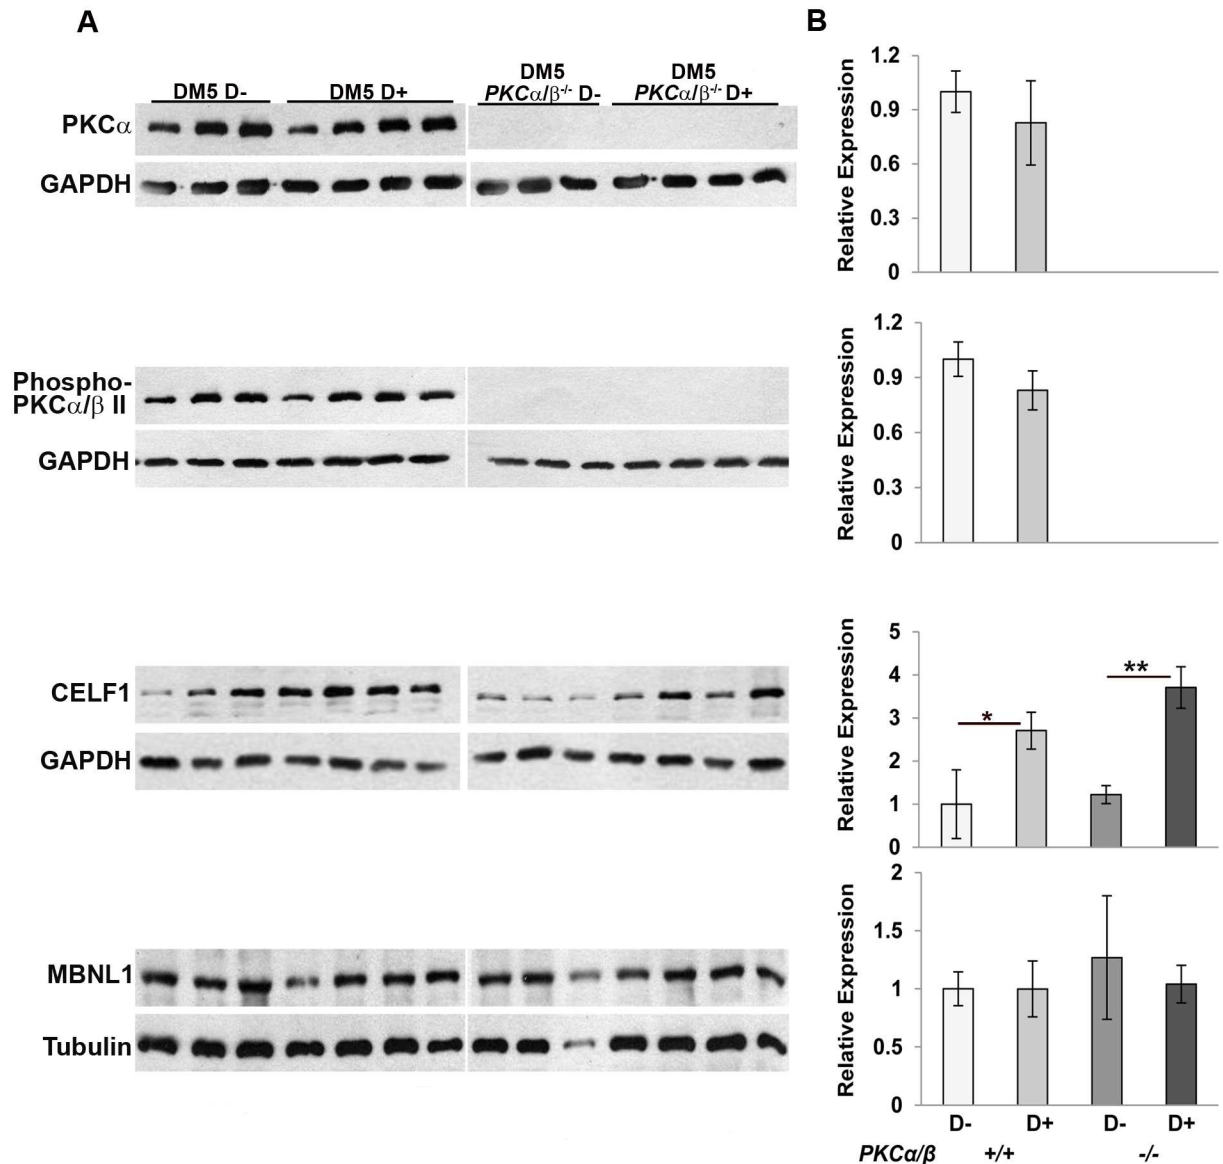 A
B
DM5 D-
DM5 D+
DM5
PKCα/β-/- D-
DM5
PKCα/β-/- D+
PKCα
GAPDH
Relative Expression
1.2
0.9
0.6
0.3
0
Phospho-
PKCα/β II
GAPDH
Relative Expression
1.2
0.9
0.6
0.3
0
CELF1
GAPDH
Relative Expression
5
4
3
2
1
0
*
**
MBNL1
Tubulin
Relative Expression
2
1.5
1
0.5
0
D- D+ D- D+
PKCα/β +/+ -/-